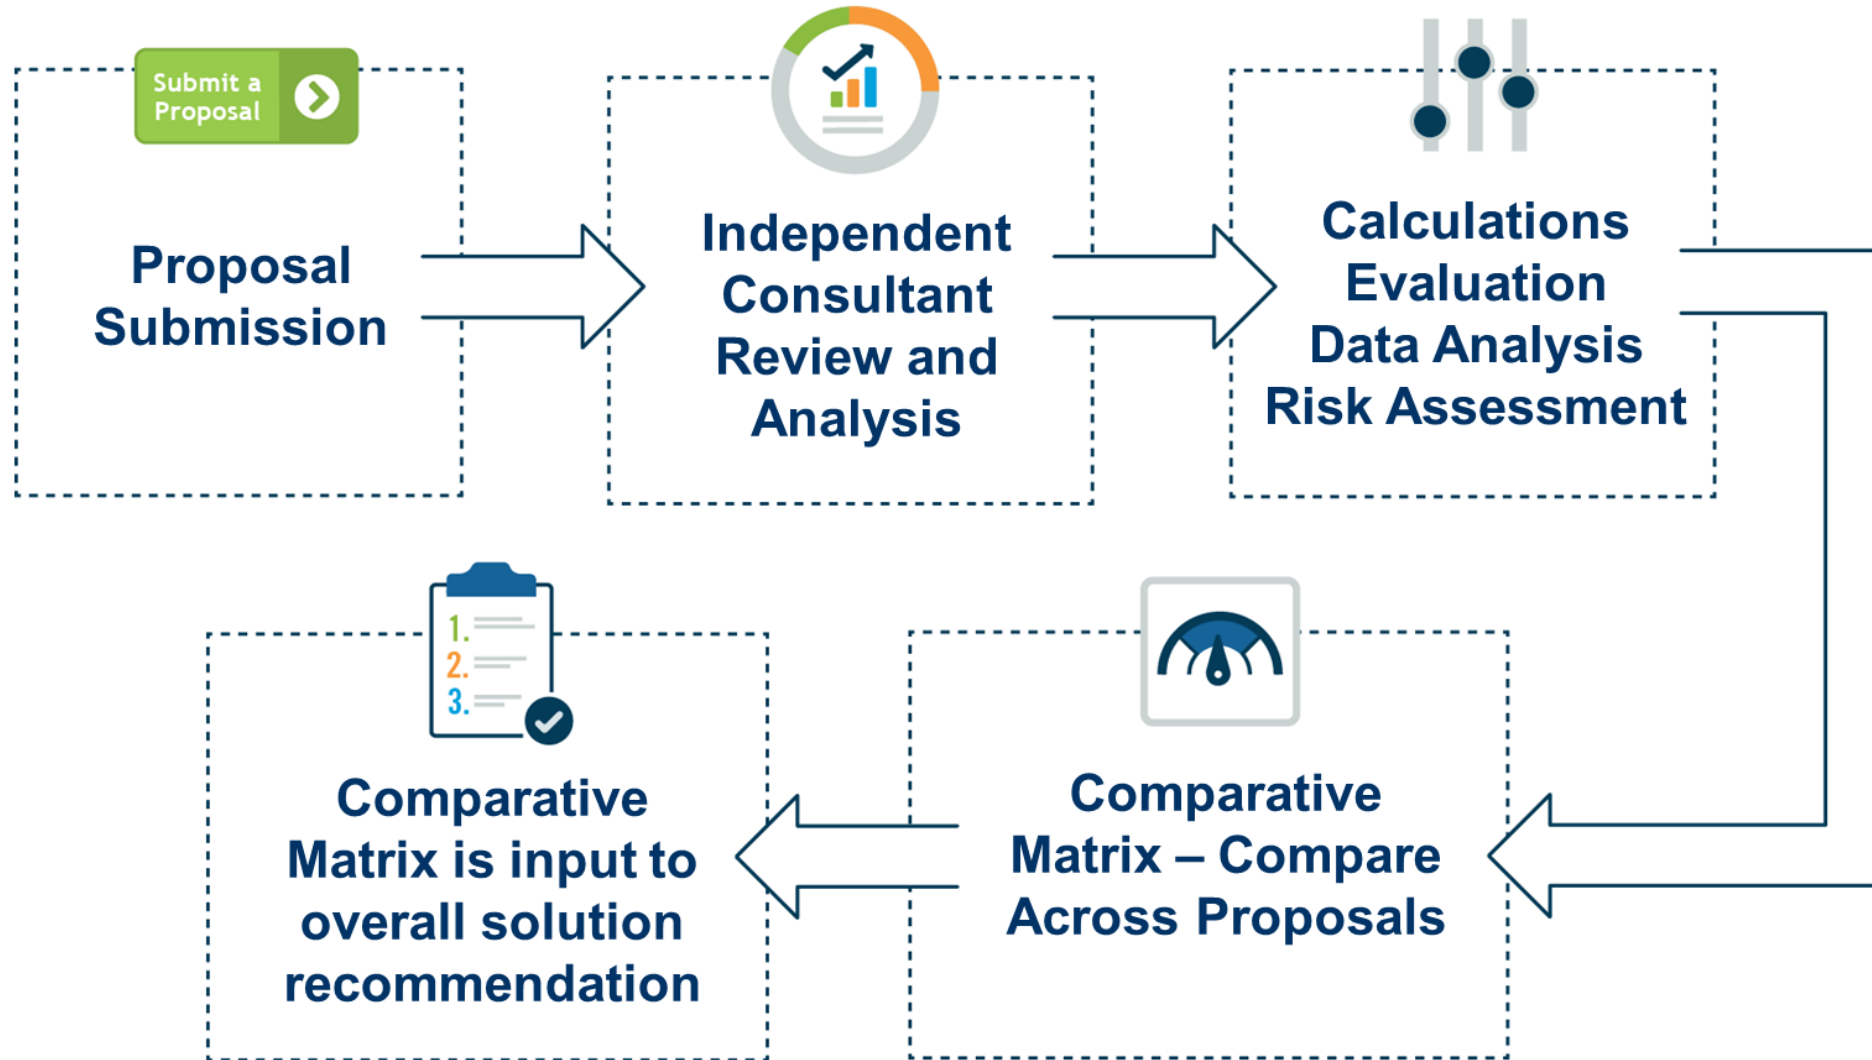 Submit a
Proposal
Proposal
Submission
Independent
Consultant
Review and
Analysis
Calculations
Evaluation
Data Analysis
Risk Assessment
1.
2.
3.
Comparative
Matrix is input to
overall solution
recommendation
Comparative
Matrix – Compare
Across Proposals